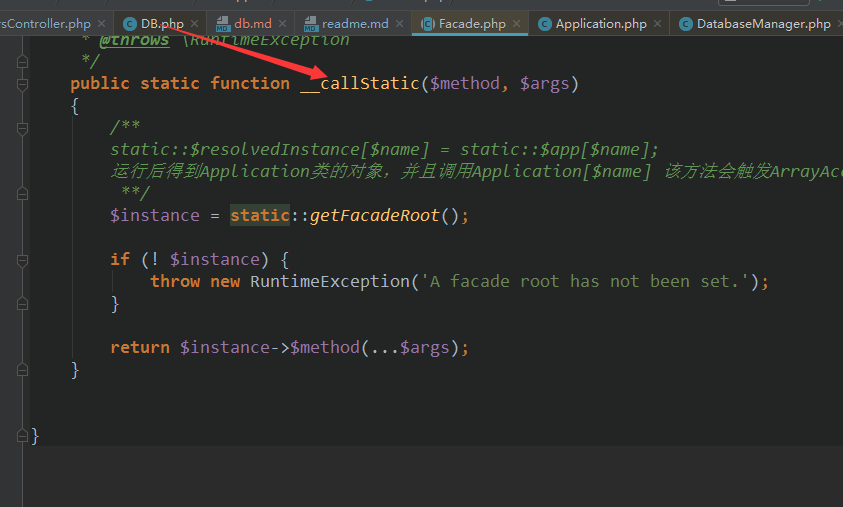 rsController.php DB.php db.md readme.md Facade.php Application.php DatabaseManager.php
* @throws \RuntimeException
*/
public static function __callStatic($method, $args)
{
/**
static::$resolvedInstance[$name] = static::$app[$name];
运行后得到Application类的对象，并且调用Application[$name] 该方法会触发ArrayAcc
**/
$instance = static::getFacadeRoot();
if (! $instance) {
throw new RuntimeException('A facade root has not been set.');
}
return $instance->$method(...$args);
}
}